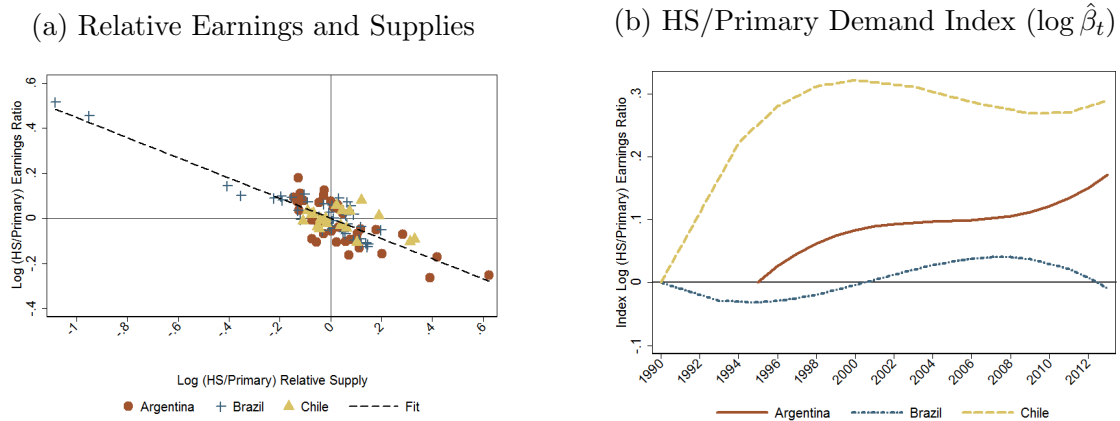 (a) Relative Earnings and Supplies
Log (HS/Primary) Earnings Ratio
.6
.4
.2
0
-.2
-.4
-1
-.8
-.6
-.4
-.2
0
.2
.4
.6
Log (HS/Primary) Relative Supply
Argentina
Brazil
Chile
Fit
(b) HS/Primary Demand Index (log β̂ₜ)
Index Log (HS/Primary) Earnings Ratio
.3
.2
.1
0
-.1
1990
1992
1994
1996
1998
2000
2002
2004
2006
2008
2010
2012
Argentina
Brazil
Chile